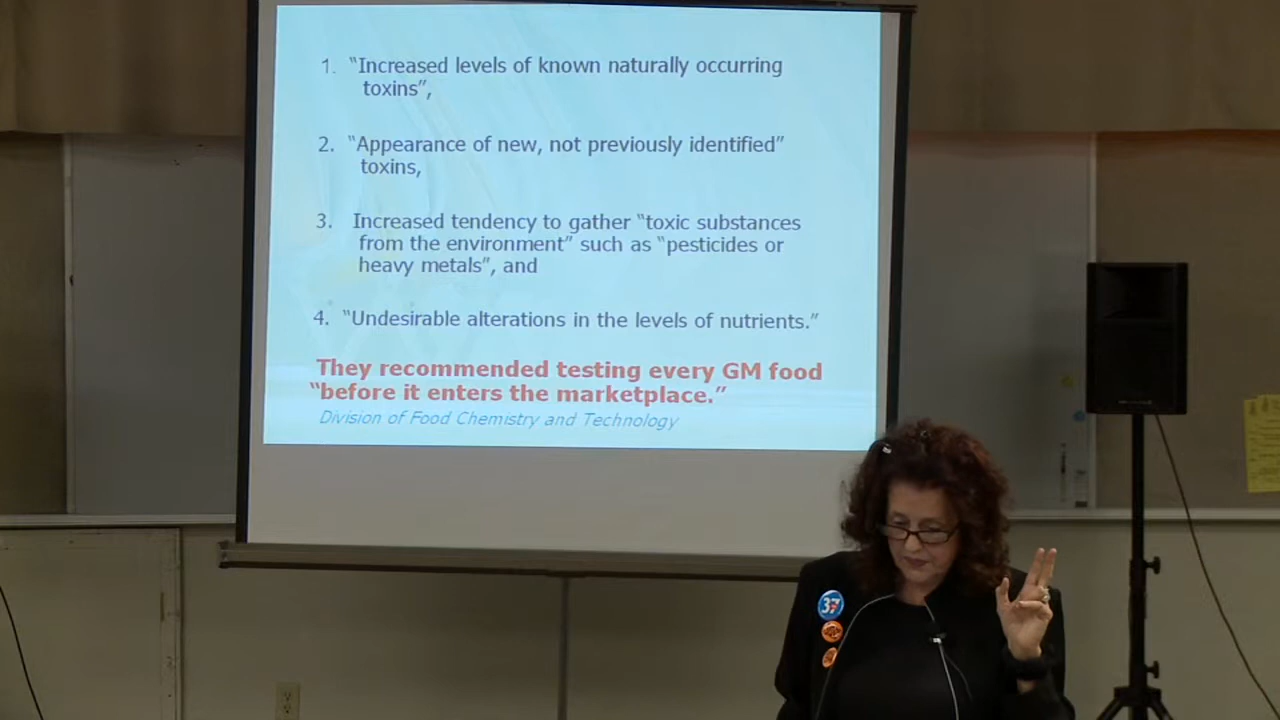 1. “Increased levels of known naturally occurring
toxins”,
2. “Appearance of new, not previously identified”
toxins,
3. Increased tendency to gather “toxic substances
from the environment” such as “pesticides or
heavy metals”, and
4. “Undesirable alterations in the levels of nutrients.”
They recommended testing every GM food
“before it enters the marketplace.”
Division of Food Chemistry and Technology
37